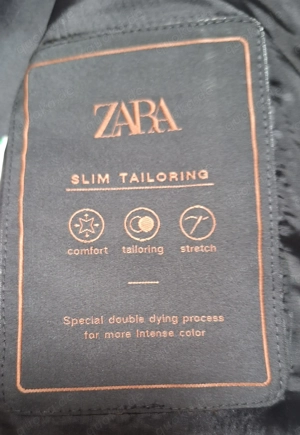 ZARA
SLIM TAILORING
comfort tailoring stretch
Special double dying process
for more intense color